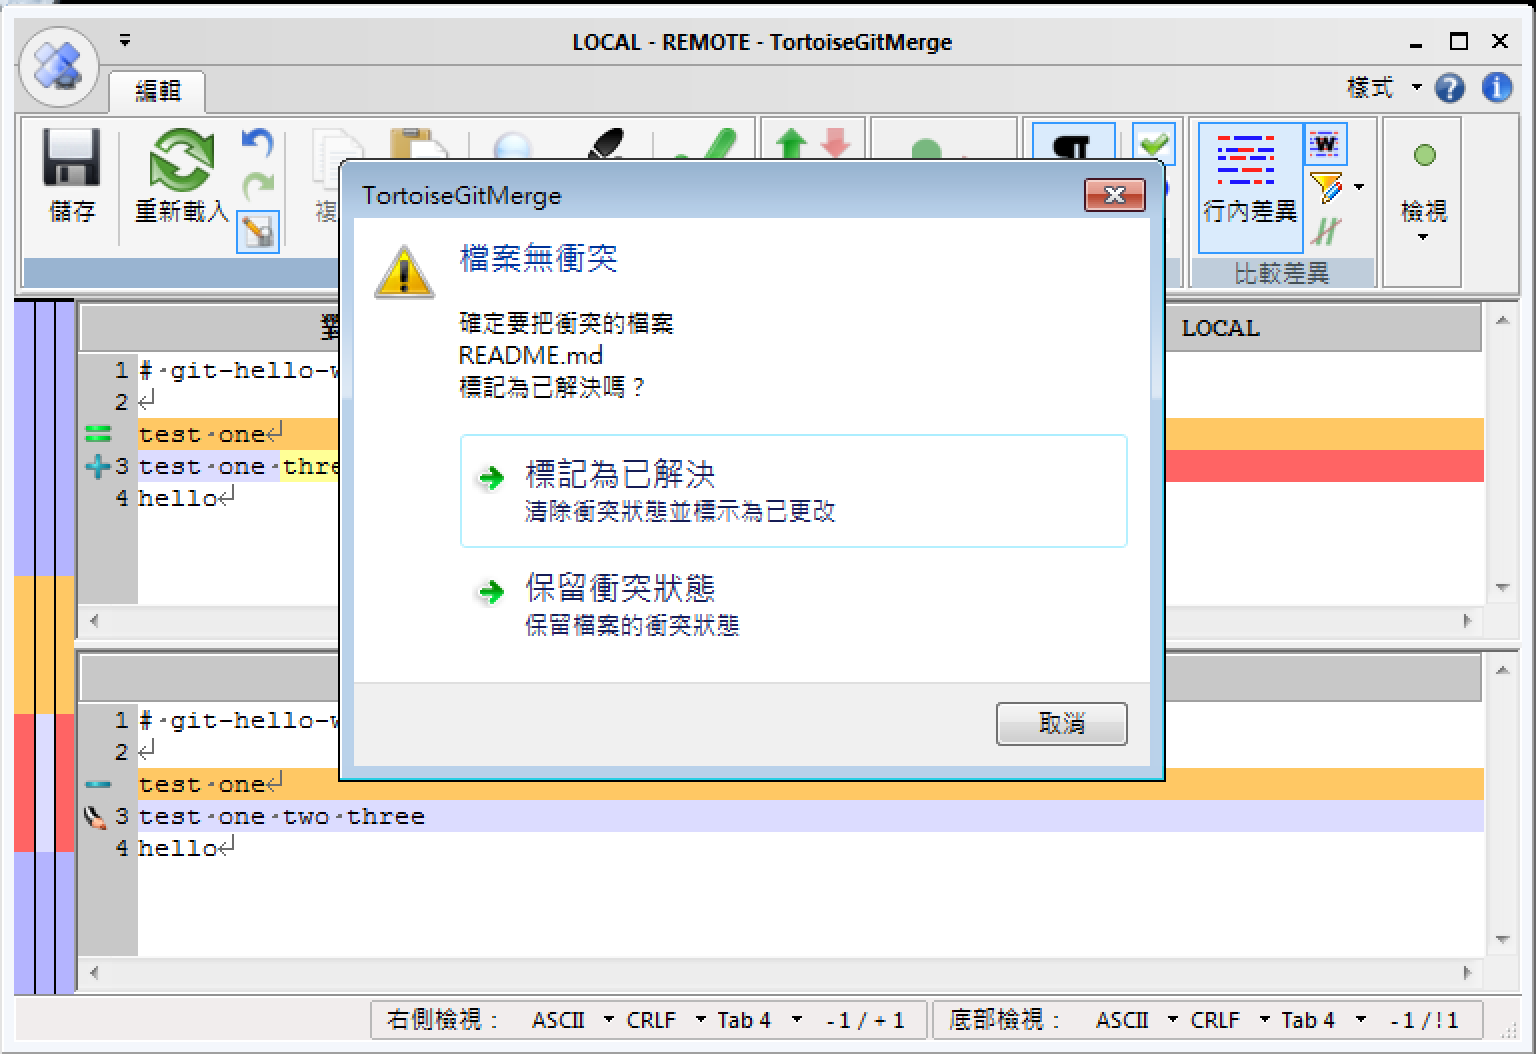 LOCAL - REMOTE - TortoiseGitMerge
編輯
樣式
儲存
重新載入
行內差異
檢視
比較差異
TortoiseGitMerge
檔案無衝突
確定要把衝突的檔案
README.md
標記為已解決嗎？
標記為已解決
清除衝突狀態並標示為已更改
保留衝突狀態
保留檔案的衝突狀態
取消
LOCAL
1 #·git-hello-
2
test·one
3 test·one·thre
4 hello
1 #·git-hello-
2
test·one
3 test·one·two·three
4 hello
右側檢視： ASCII CRLF Tab 4 -1 / +1 底部檢視： ASCII CRLF Tab 4 -1 /!1